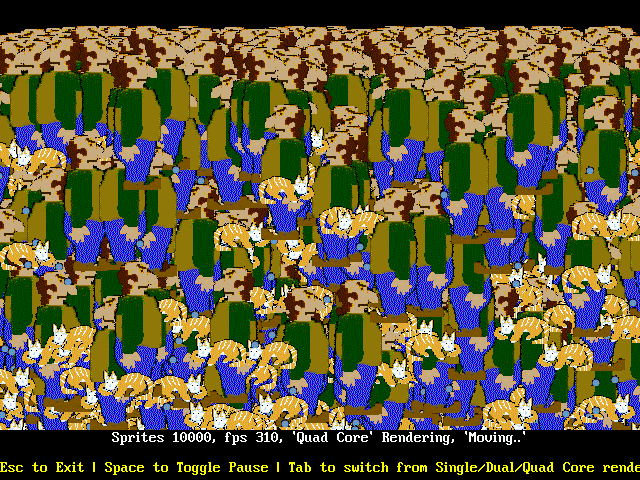 Sprites 10000, fps 310, 'Quad Core' Rendering, 'Moving..'
Esc to Exit | Space to Toggle Pause | Tab to switch from Single/Dual/Quad Core rende